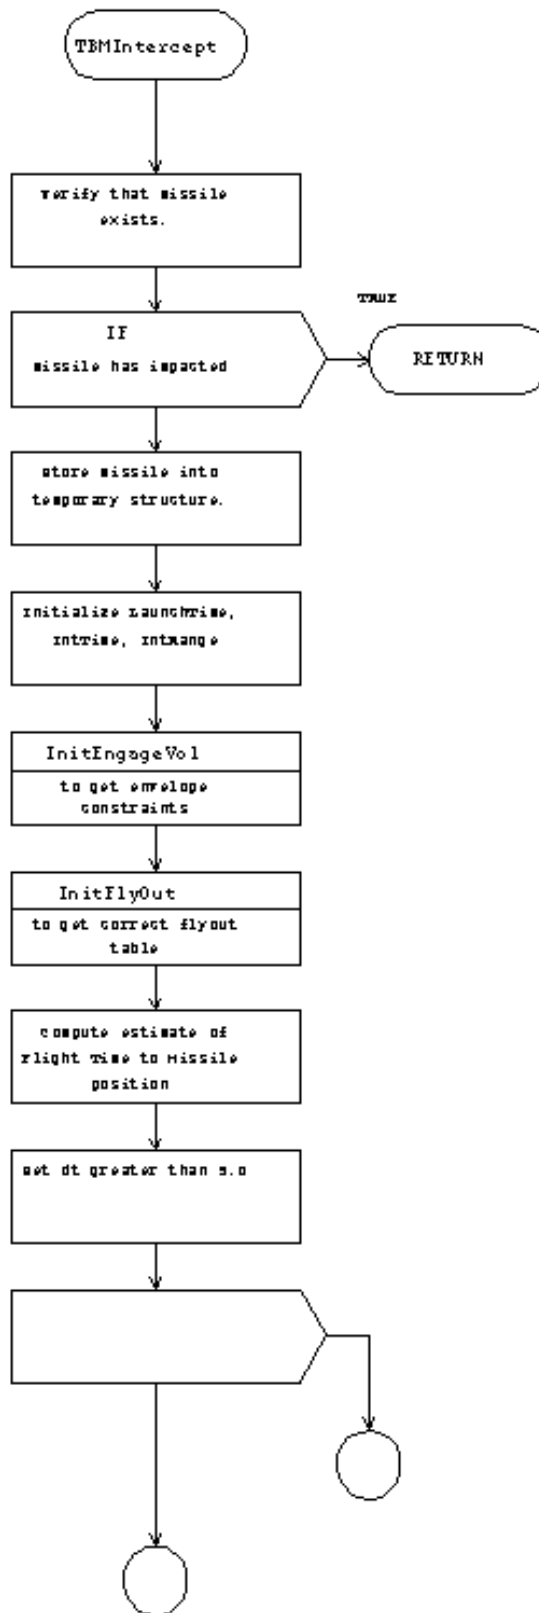 TBMIntercept
Verify that missile
exists.
TRUE
IF
missile has impacted
RETURN
Store missile into
temporary structure.
Initialize LaunchTime,
IntTime, IntRange
InitEngageVol
to get envelope
constraints
InitFlyOut
to get correct flyout
table
Compute estimate of
Flight Time to Missile
position
Set dt greater than 5.0